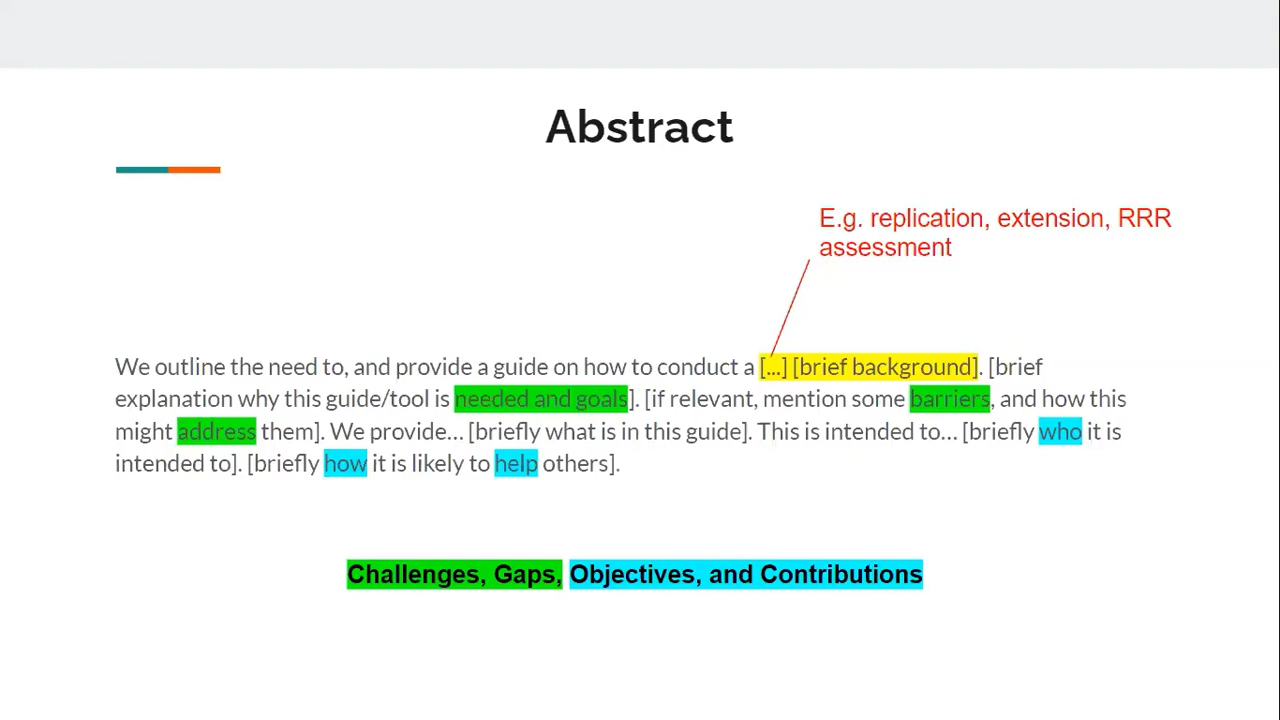 Abstract
E.g. replication, extension, RRR
assessment
We outline the need to, and provide a guide on how to conduct a [...] [brief background]. [brief
explanation why this guide/tool is needed and goals]. [if relevant, mention some barriers, and how this
might address them]. We provide... [briefly what is in this guide]. This is intended to... [briefly who it is
intended to]. [briefly how it is likely to help others].
Challenges, Gaps, Objectives, and Contributions